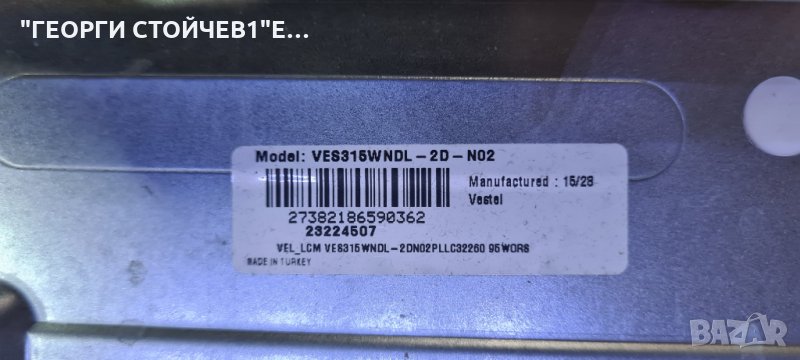 "ГЕОРГИ СТОЙЧЕВ1"Е...
Model: VES315WNDL-2D-N02
Manufactured : 15/28
Vestel
27382186590362
23224507
VEL_LCM VES315WNDL-2DN02PLLC32260 95WORS
MADE IN TURKEY
BAZAR